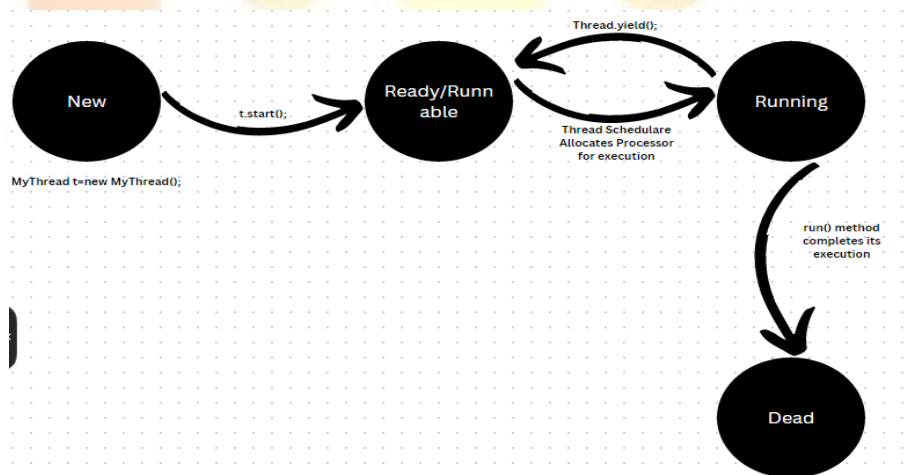 Thread.yield();
New
Ready/Runn
able
Running
t.start();
Thread Schedulare
Allocates Processor
for execution
MyThread t=new MyThread();
run() method
completes its
execution
Dead